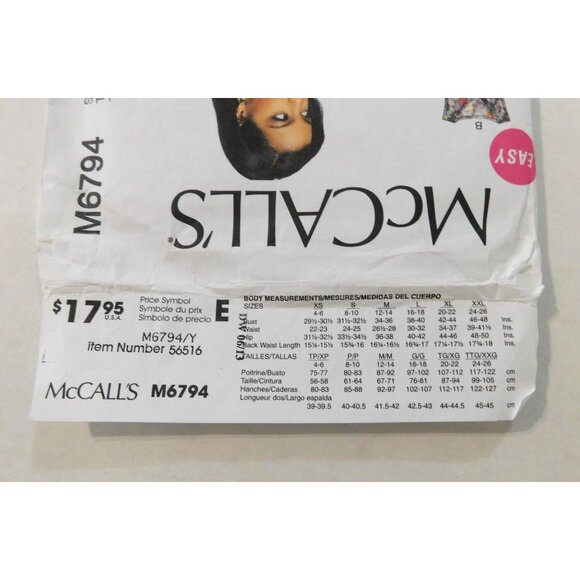 M6794
B
EASY
McCALL'S®
$17.95 U.S.A.
Price Symbol
Symbole du prix
Símbolo de precio
E
M6794/Y
Item Number 56516
McCALL'S M6794
BODY MEASUREMENTS/MESURES/MEDIDAS DEL CUERPO
SIZES XS S M L XL XXL
4-6 8-10 12-14 16-18 20-22 24-26
Bust 29½-30½ 31½-32½ 34-36 38-40 42-44 46-48 Ins.
Waist 22-23 24-25 26½-28 30-32 34-37 39-41½ Ins.
Hip 31½-32½ 33½-34½ 36-38 40-42 44-46 48-50 Ins.
Back Waist Length 15¼-15½ 15¾-16 16¼-16½ 16¾-17 17¼-17½ 17¾-18 Ins.
TAILLES/TALLAS TP/XP P/P M/M G/G TG/XG TTG/XXG
4-6 8-10 12-14 16-18 20-22 24-26
Poitrine/Busto 75-77 80-83 87-92 97-102 107-112 117-122 cm
Taille/Cintura 56-58 61-64 67-71 76-81 87-94 99-105 cm
Hanches/Caderas 80-83 85-88 92-97 102-107 112-117 122-127 cm
Longueur dos/Largo espalda
39-39.5 40-40.5 41.5-42 42.5-43 44-44.5 45-45 cm